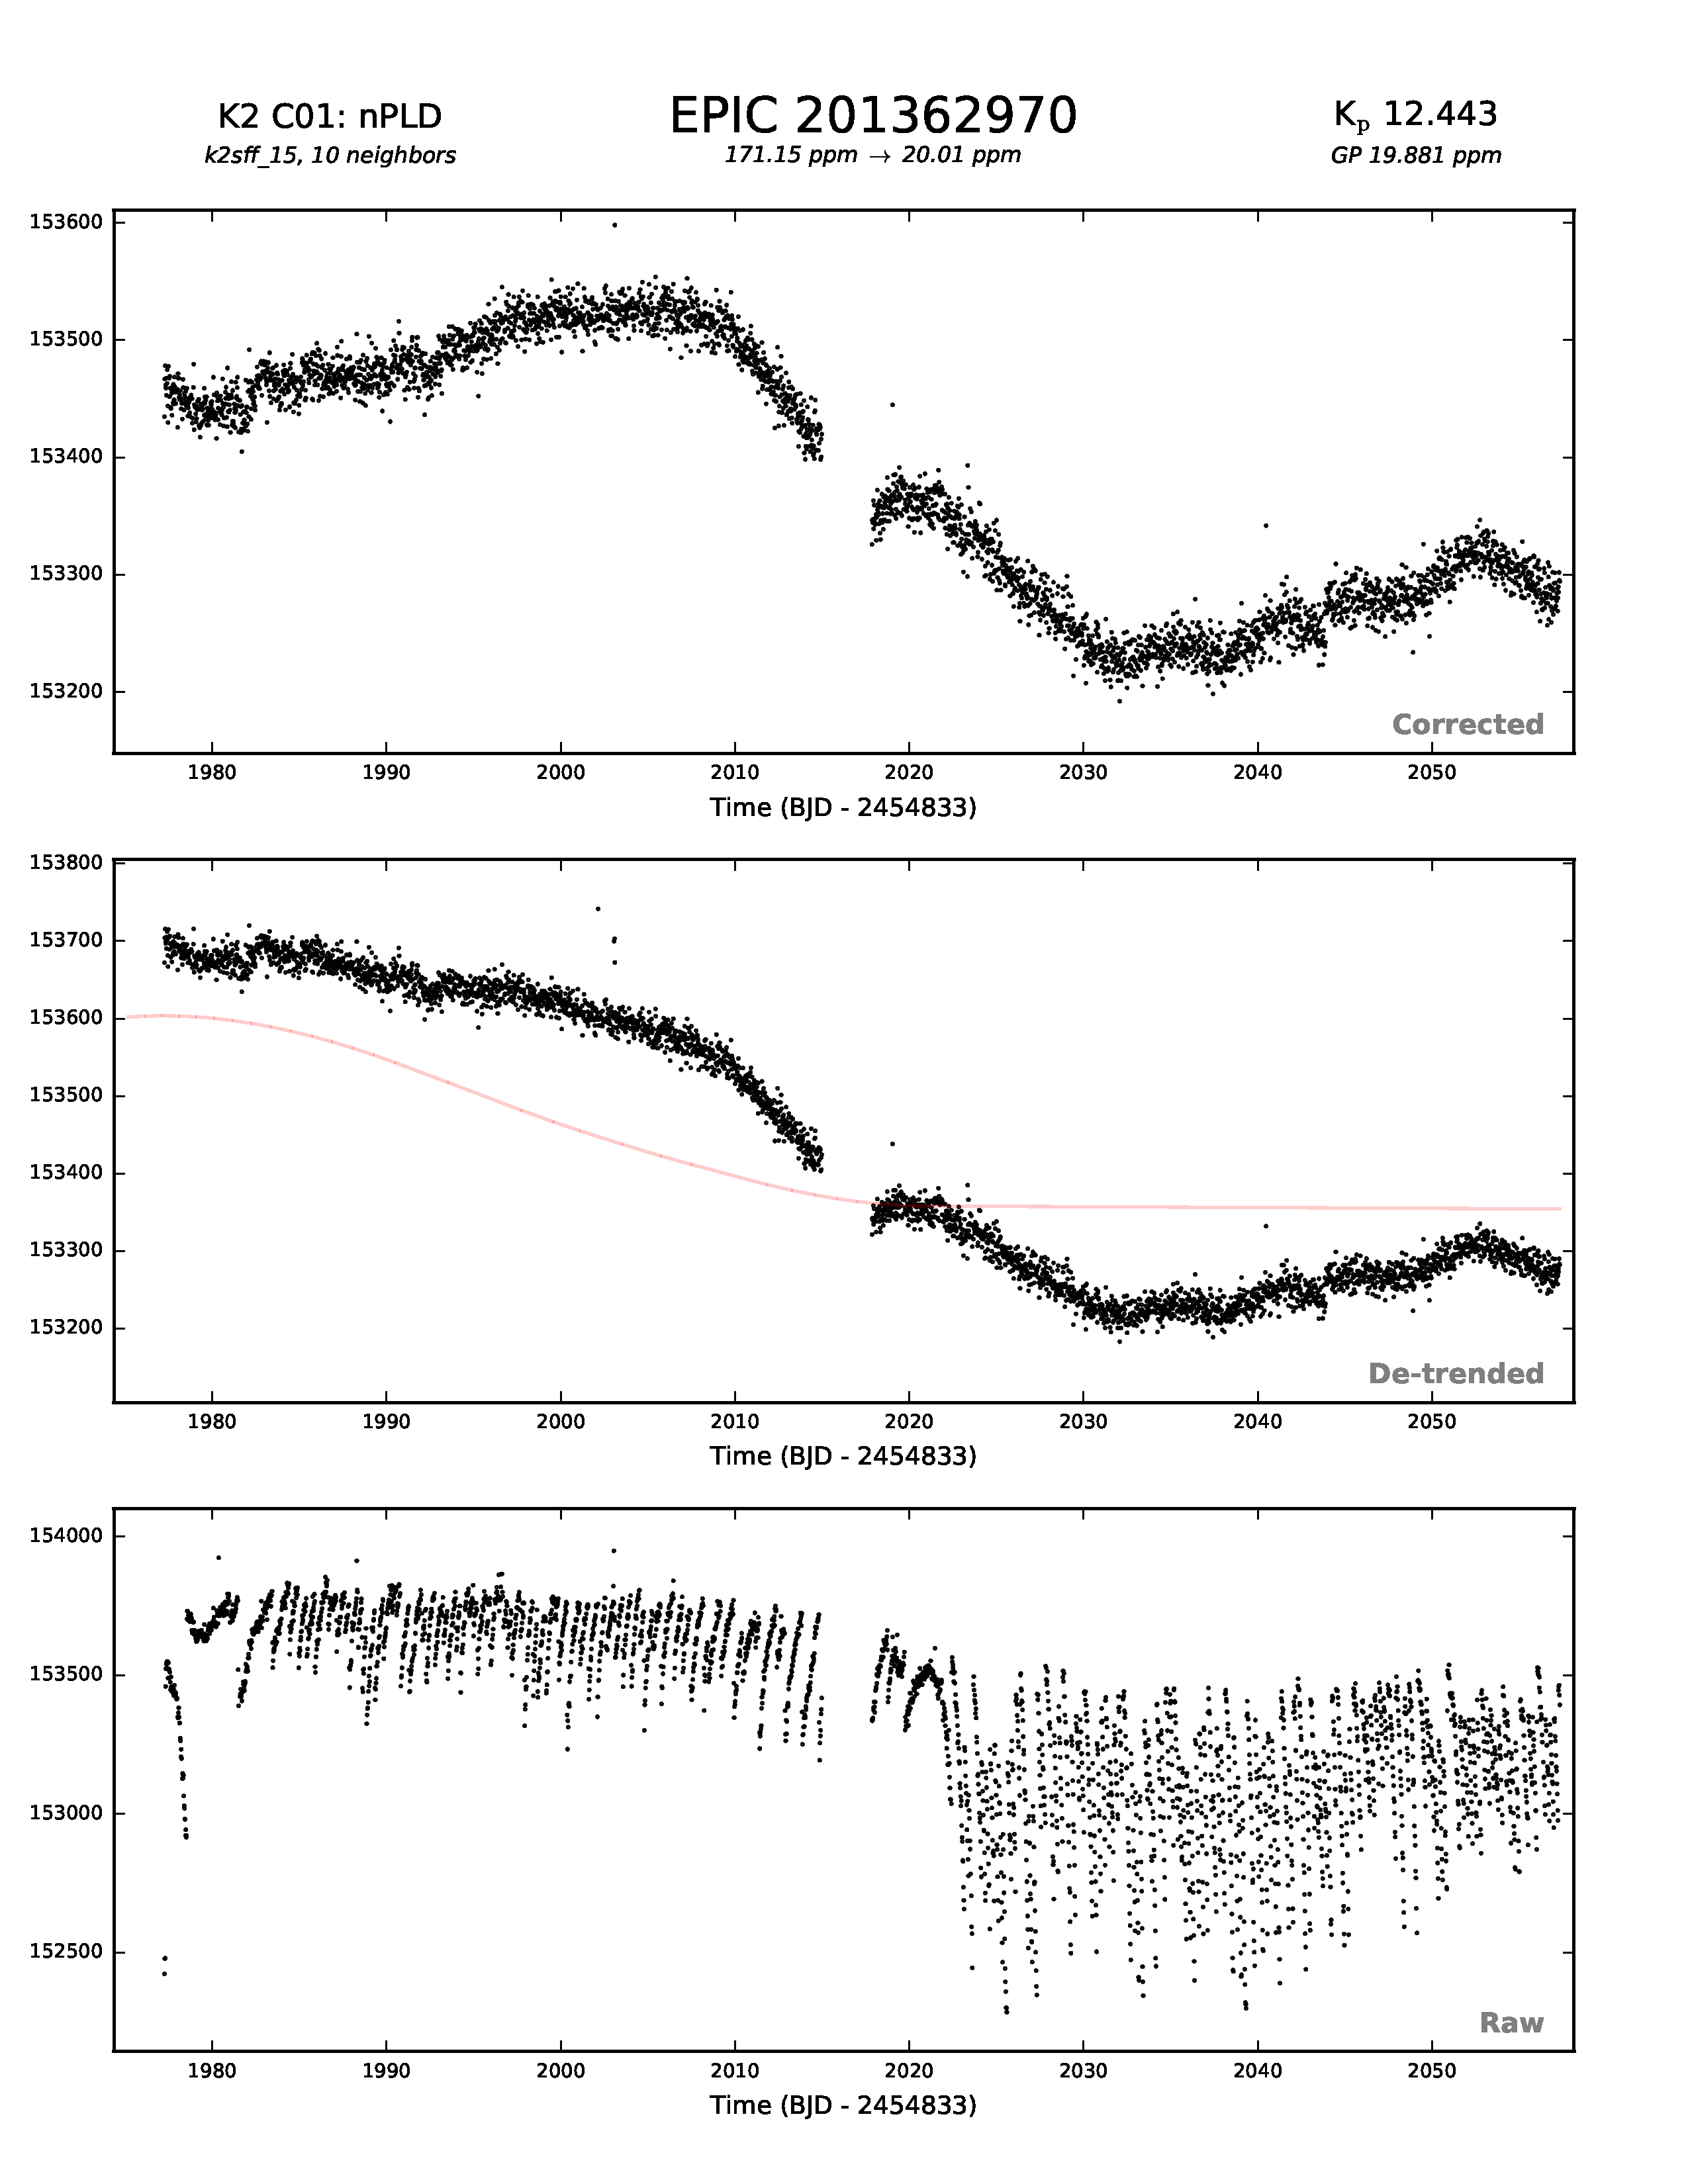 K2 C01: nPLD
EPIC 201362970
Kp 12.443
k2sff_15, 10 neighbors
171.15 ppm → 20.01 ppm
GP 19.881 ppm
153600
153500
153400
153300
153200
Corrected
1980 1990 2000 2010 2020 2030 2040 2050
Time (BJD - 2454833)
153800
153700
153600
153500
153400
153300
153200
De-trended
1980 1990 2000 2010 2020 2030 2040 2050
Time (BJD - 2454833)
154000
153500
153000
152500
Raw
1980 1990 2000 2010 2020 2030 2040 2050
Time (BJD - 2454833)